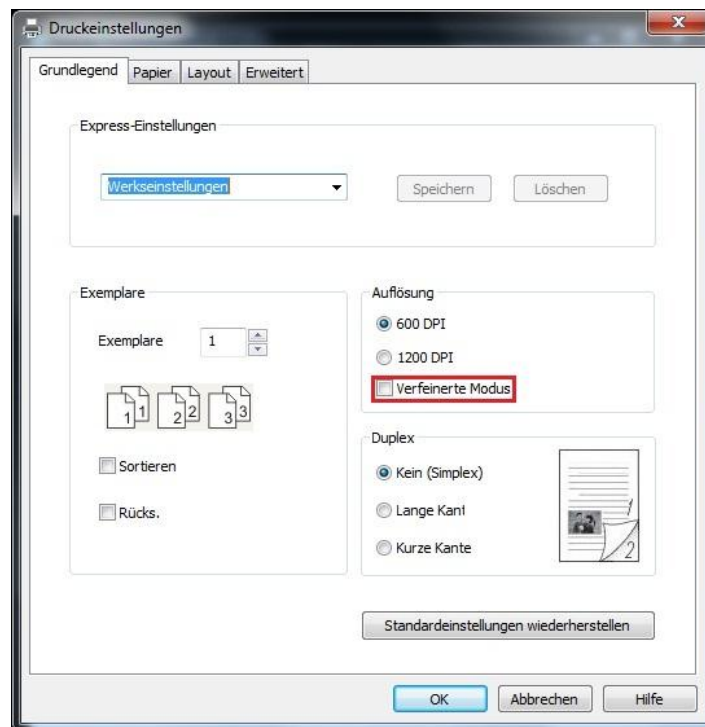 Druckeinstellungen
Grundlegend Papier Layout Erweitert
Express-Einstellungen
Werkseinstellungen Speichern Löschen
Exemplare
Exemplare 1
1 1 2 2 3 3
Sortieren
Rücks.
Auflösung
600 DPI
1200 DPI
Verfeinerte Modus
Duplex
Kein (Simplex)
Lange Kant
Kurze Kante
2
Standardeinstellungen wiederherstellen
OK Abbrechen Hilfe